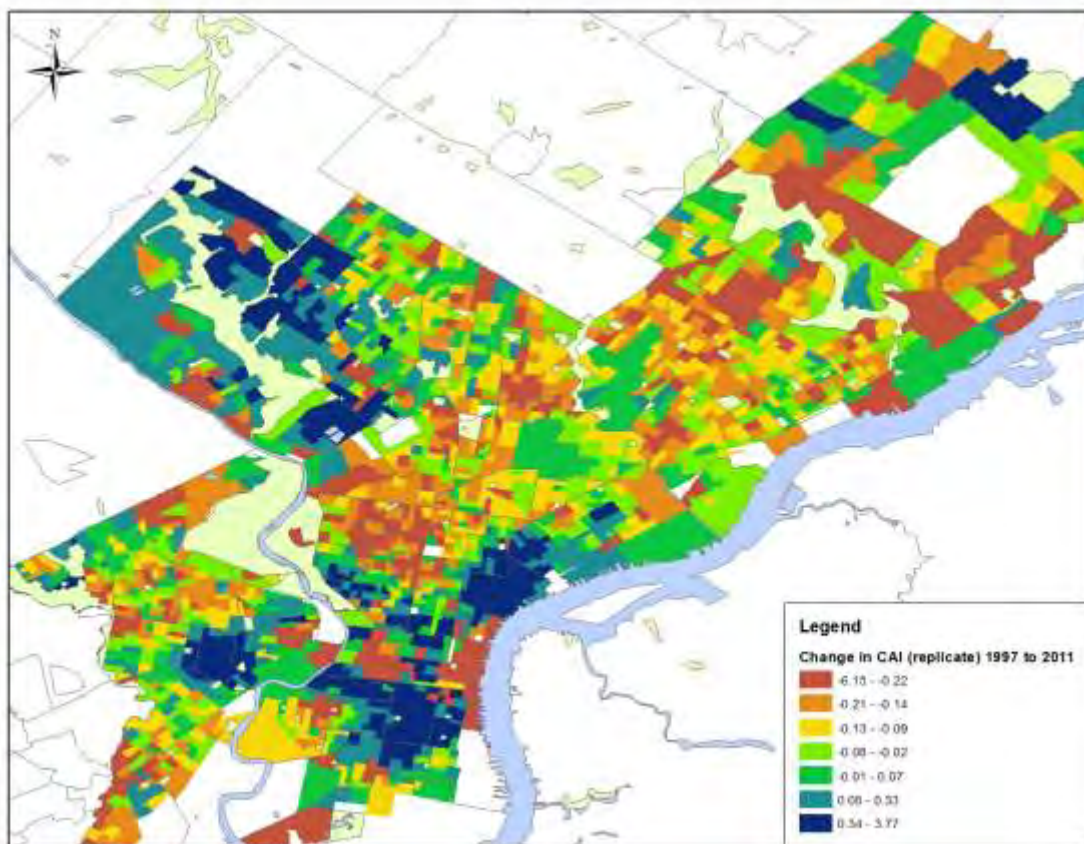 N
Legend
Change in CAI (replicate) 1997 to 2011
-6.15 - -0.22
-0.21 - -0.14
-0.13 - -0.09
-0.08 - -0.02
-0.01 - 0.07
0.08 - 0.33
0.34 - 3.77